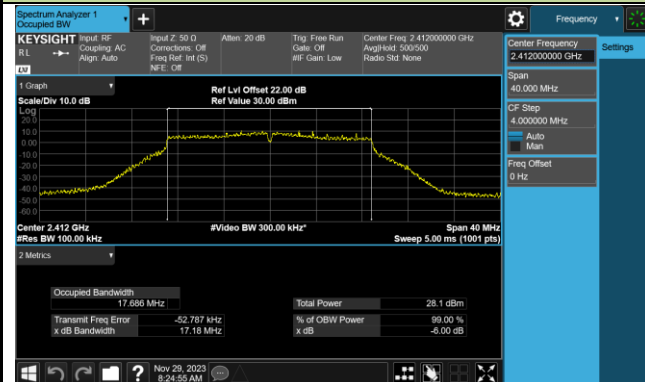 Spectrum Analyzer 1
Occupied BW
+
Frequency
KEYSIGHT
Input: RF
Input Z: 50 Ω
Atten: 20 dB
Trig: Free Run
Center Freq: 2.412000000 GHz
RL
Coupling: AC
Corrections: Off
Gate: Off
Avg|Hold: 500/500
Align: Auto
Freq Ref: Int (S)
#IF Gain: Low
Radio Std: None
LXI
NFE: Off
Center Frequency
2.412000000 GHz
Settings
Span
40.000 MHz
CF Step
4.000000 MHz
Auto
Man
Freq Offset
0 Hz
1 Graph
Ref Lvl Offset 22.00 dB
Scale/Div 10.0 dB
Ref Value 30.00 dBm
Log
20.0
10.0
0.00
-10.0
-20.0
-30.0
-40.0
-50.0
-60.0
Center 2.412 GHz
#Video BW 300.00 kHz*
Span 40 MHz
#Res BW 100.00 kHz
Sweep 5.00 ms (1001 pts)
2 Metrics
Occupied Bandwidth
17.686 MHz
Total Power
28.1 dBm
Transmit Freq Error
-52.787 kHz
% of OBW Power
99.00 %
x dB Bandwidth
17.18 MHz
x dB
-6.00 dB
?
Nov 29, 2023
8:24:55 AM